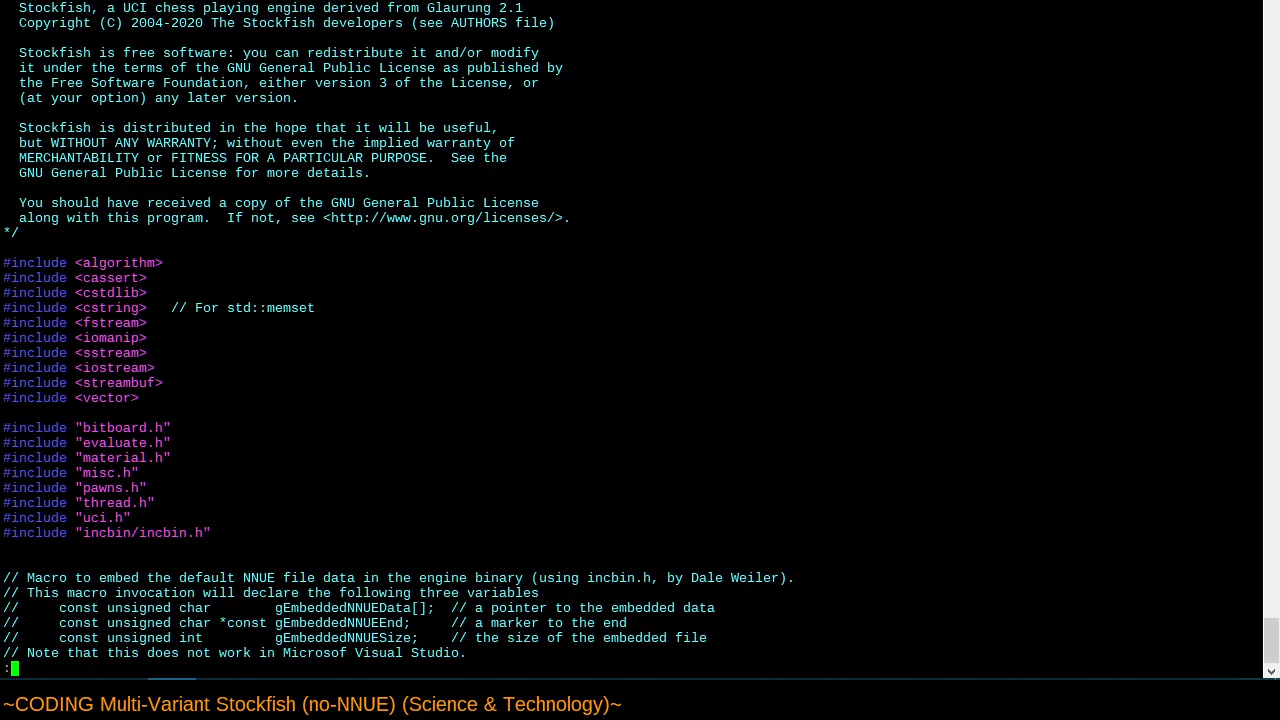 Stockfish, a UCI chess playing engine derived from Glaurung 2.1
Copyright (C) 2004-2020 The Stockfish developers (see AUTHORS file)
Stockfish is free software: you can redistribute it and/or modify
it under the terms of the GNU General Public License as published by
the Free Software Foundation, either version 3 of the License, or
(at your option) any later version.
Stockfish is distributed in the hope that it will be useful,
but WITHOUT ANY WARRANTY; without even the implied warranty of
MERCHANTABILITY or FITNESS FOR A PARTICULAR PURPOSE.  See the
GNU General Public License for more details.
You should have received a copy of the GNU General Public License
along with this program.  If not, see <http://www.gnu.org/licenses/>.
*/
#include <algorithm>
#include <cassert>
#include <cstdlib>
#include <cstring>   // For std::memset
#include <fstream>
#include <iomanip>
#include <sstream>
#include <iostream>
#include <streambuf>
#include <vector>
#include "bitboard.h"
#include "evaluate.h"
#include "material.h"
#include "misc.h"
#include "pawns.h"
#include "thread.h"
#include "uci.h"
#include "incbin/incbin.h"
// Macro to embed the default NNUE file data in the engine binary (using incbin.h, by Dale Weiler).
// This macro invocation will declare the following three variables
//     const unsigned char        gEmbeddedNNUEData[];  // a pointer to the embedded data
//     const unsigned char *const gEmbeddedNNUEEnd;     // a marker to the end
//     const unsigned int         gEmbeddedNNUESize;    // the size of the embedded file
// Note that this does not work in Microsof Visual Studio.
:
~CODING Multi-Variant Stockfish (no-NNUE) (Science & Technology)~